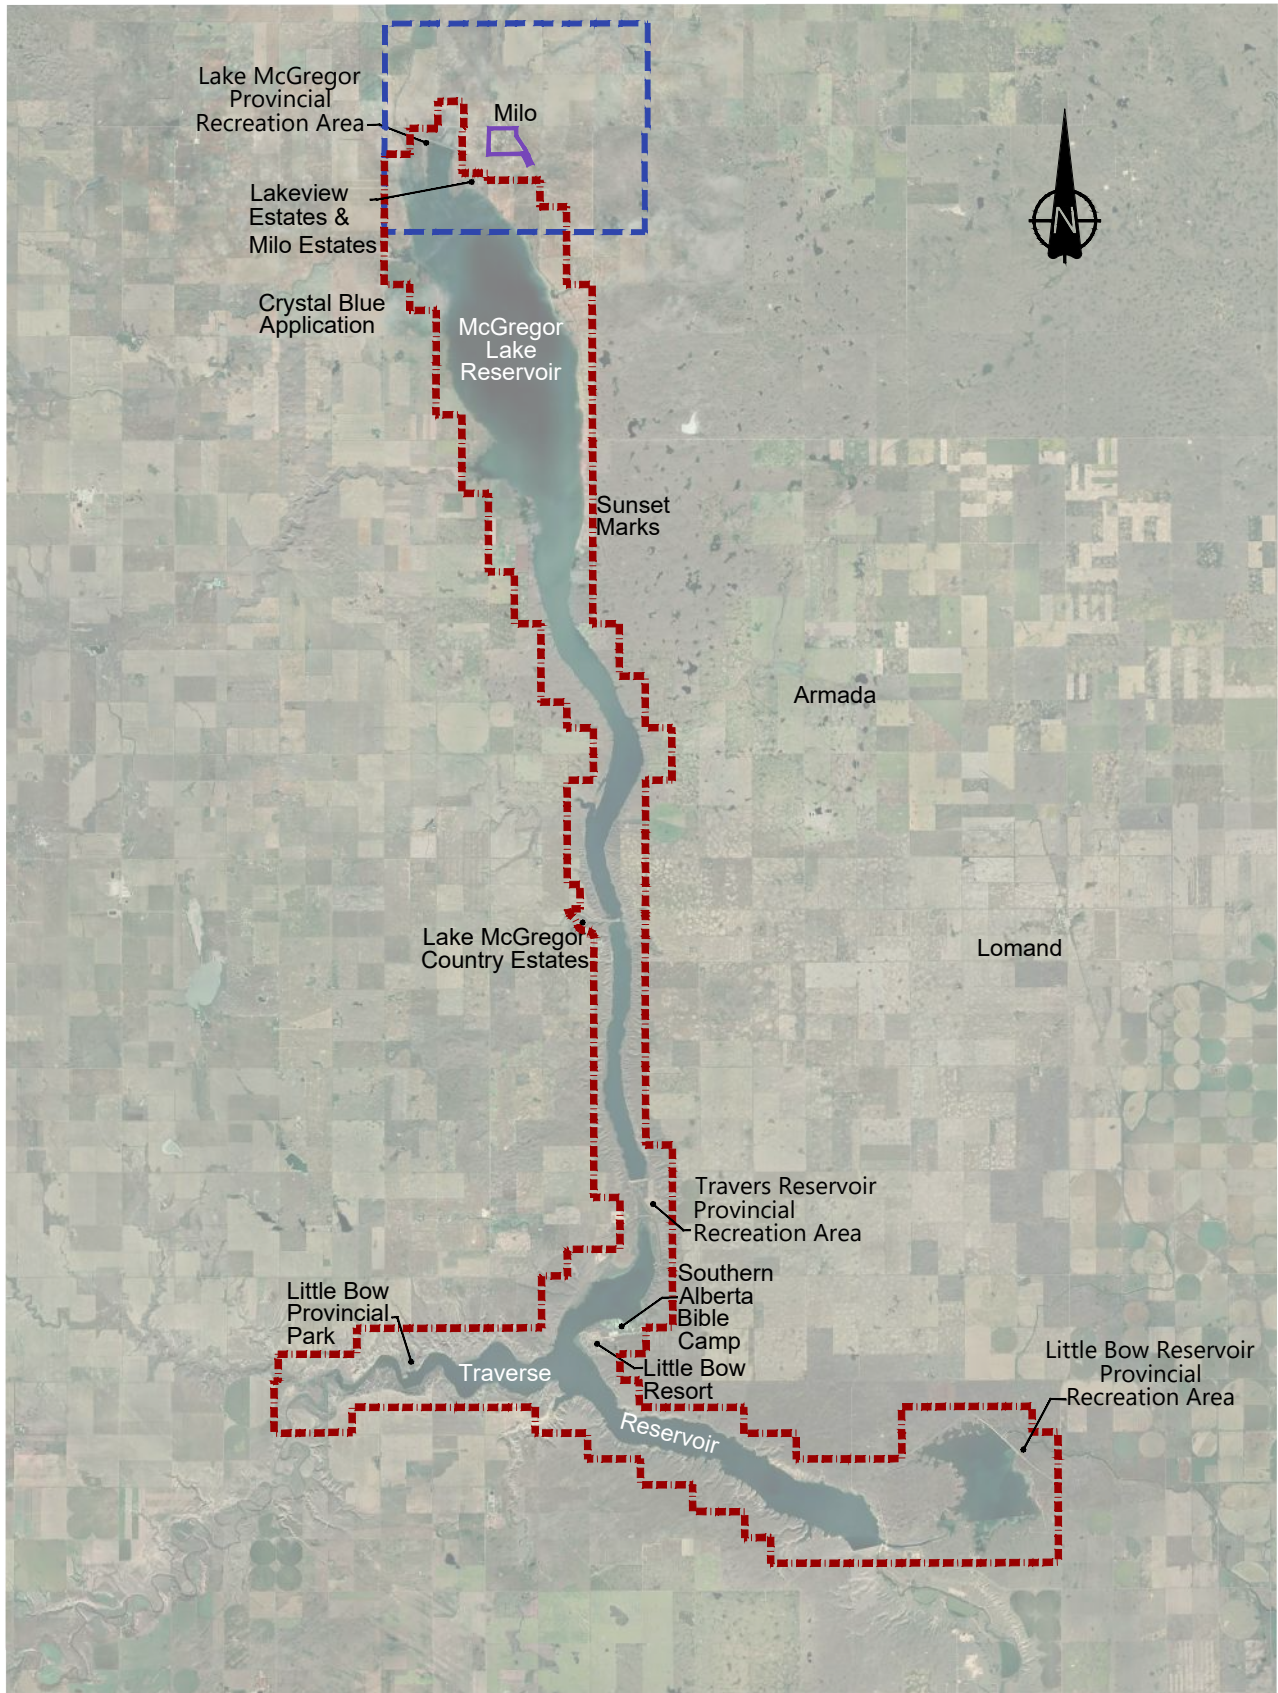 Lake McGregor
Provincial
Recreation Area
Milo
Lakeview
Estates &
Milo Estates
N
Crystal Blue
Application
McGregor
Lake
Reservoir
Sunset
Marks
Armada
Lake McGregor
Country Estates
Lomand
Travers Reservoir
Provincial
Recreation Area
Southern
Alberta
Bible
Camp
Little Bow
Provincial
Park
Traverse
Little Bow
Resort
Reservoir
Little Bow Reservoir
Provincial
Recreation Area